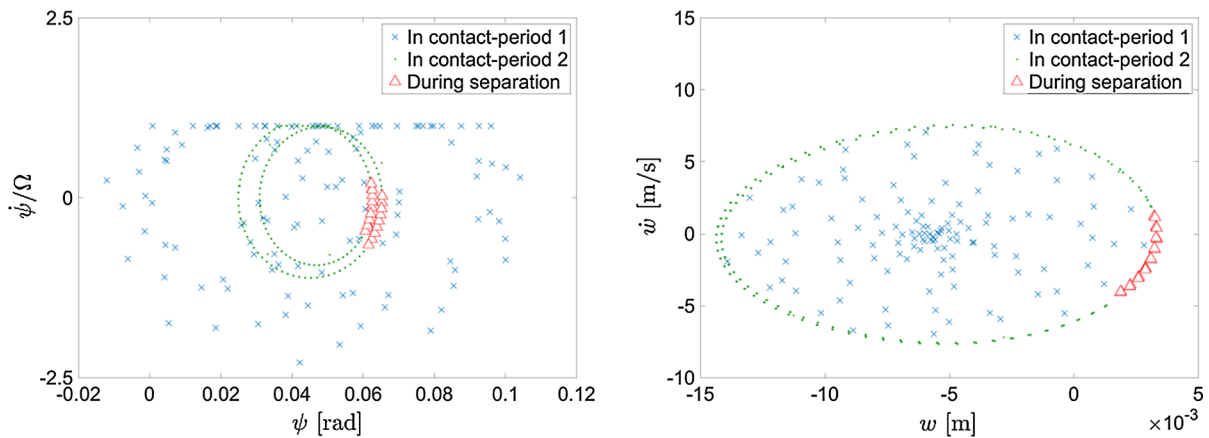 2.5
0
-2.5
ψ̇/Ω
In contact-period 1
In contact-period 2
During separation
-0.02 0 0.02 0.04 0.06 0.08 0.1 0.12
ψ [rad]
15
10
5
0
-5
-10
ẇ [m/s]
In contact-period 1
In contact-period 2
During separation
-15 -10 -5 0 5
×10⁻³
w [m]